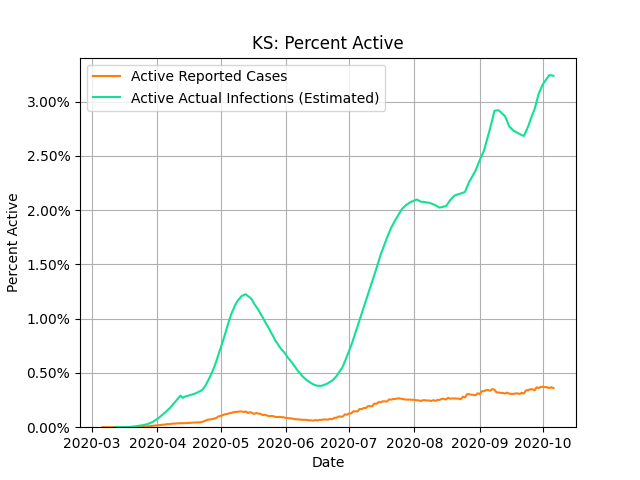 KS: Percent Active
Active Reported Cases
Active Actual Infections (Estimated)
Percent Active
3.00%
2.50%
2.00%
1.50%
1.00%
0.50%
0.00%
2020-03 2020-04 2020-05 2020-06 2020-07 2020-08 2020-09 2020-10
Date